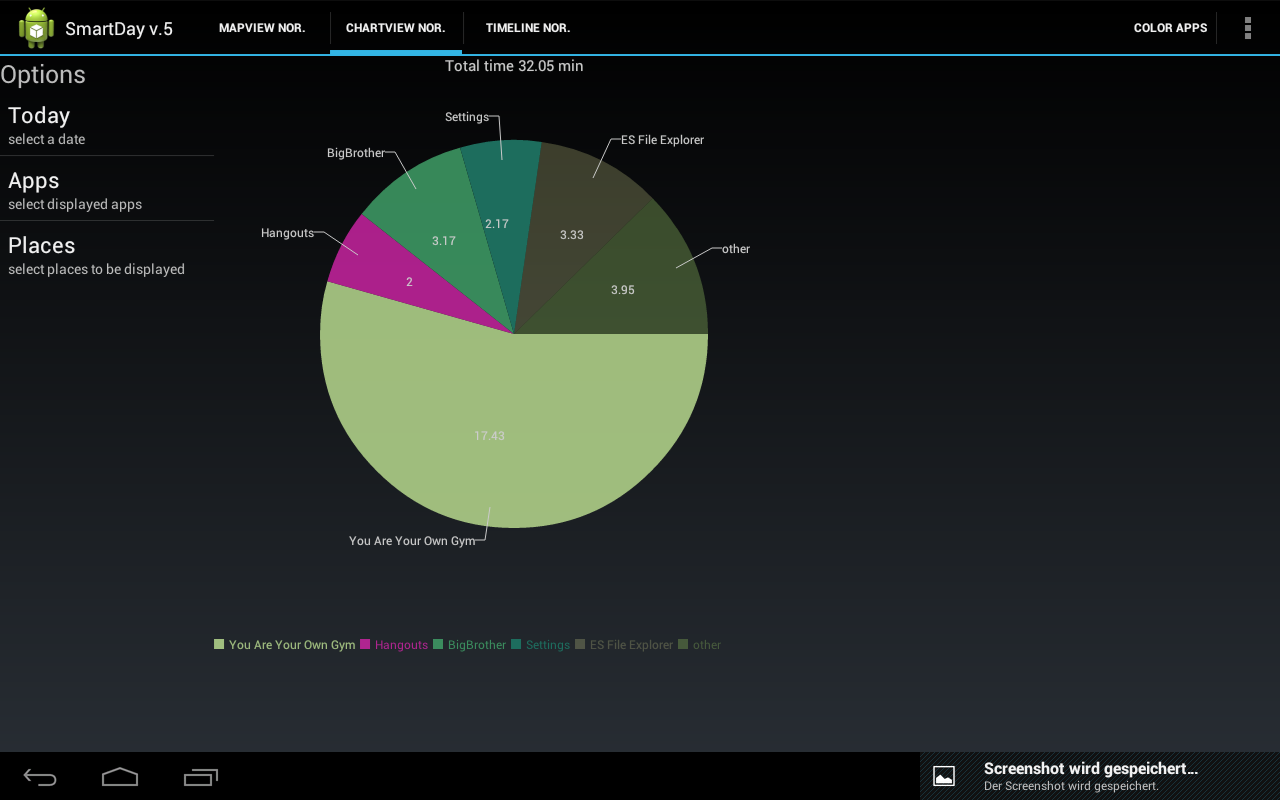 SmartDay v.5
MAPVIEW NOR.
CHARTVIEW NOR.
TIMELINE NOR.
COLOR APPS
Options
Today
select a date
Apps
select displayed apps
Places
select places to be displayed
Total time 32.05 min
Settings
ES File Explorer
BigBrother
Hangouts
other
2.17
3.33
3.17
2
3.95
17.43
You Are Your Own Gym
You Are Your Own Gym Hangouts BigBrother Settings ES File Explorer other
Screenshot wird gespeichert...
Der Screenshot wird gespeichert.